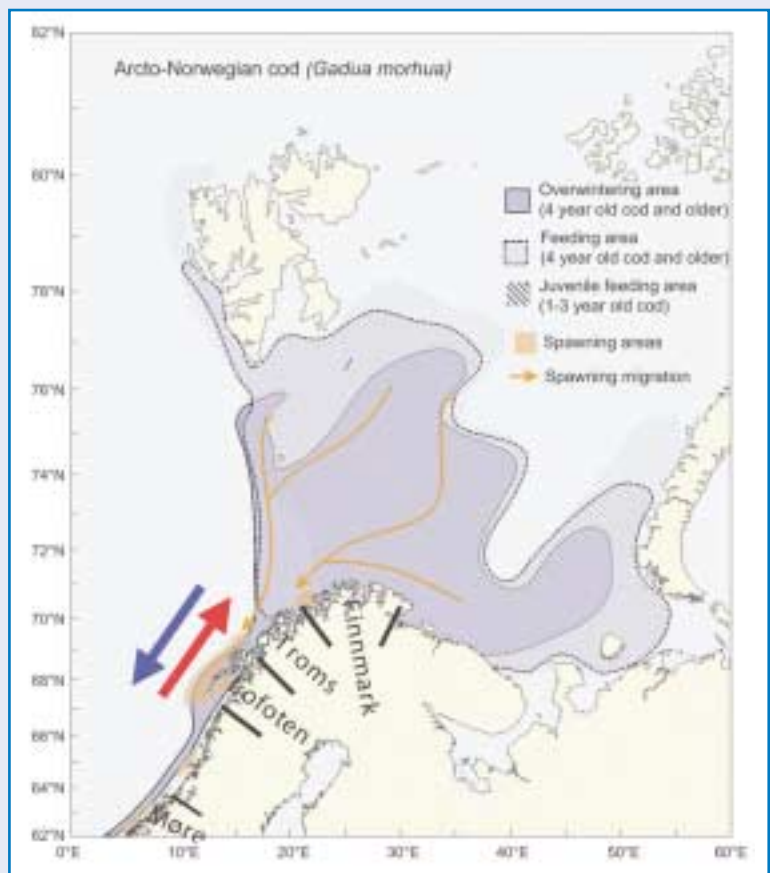 82°N
Arcto-Norwegian cod (Gadua morhua)
80°N
Overwintering area
(4 year old cod and older)
Feeding area
(4 year old cod and older)
Juvenile feeding area
(1-3 year old cod)
Spawning areas
Spawning migration
78°N
76°N
74°N
72°N
70°N
68°N
66°N
64°N
62°N
Finnmark
Troms
Lofoten
Møre
0°E
10°E
20°E
30°E
40°E
50°E
60°E